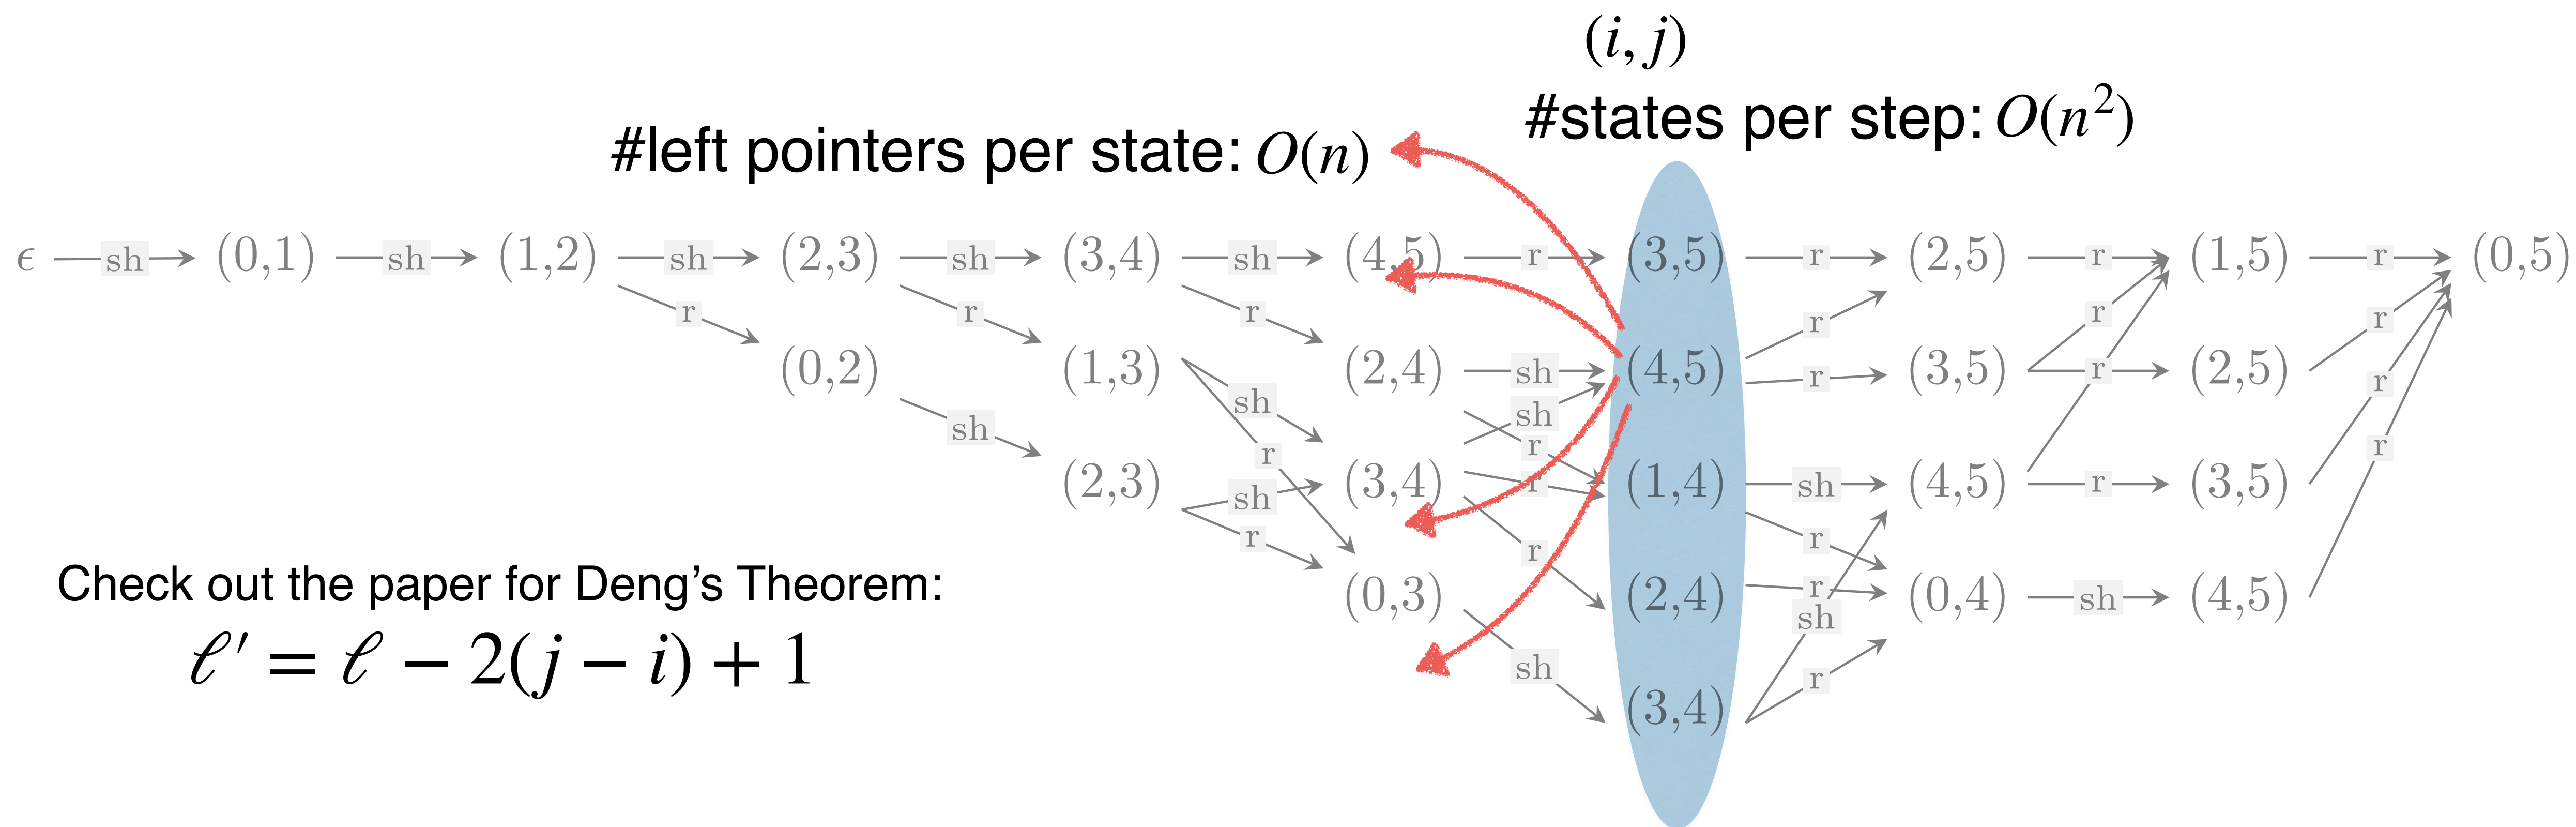 (i, j)
#states per step: O(n²)
#left pointers per state: O(n)
ϵ sh (0,1) sh (1,2) sh (2,3) sh (3,4) sh (4,5) r (3,5) r (2,5) r (1,5) r (0,5)
r r r r r r
(0,2) (1,3) (2,4) sh (4,5) r (3,5) r (2,5) r
sh sh sh r r r
(2,3) sh (3,4) r (1,4) sh (4,5) r (3,5)
r r r
(0,3) (2,4) r (0,4) sh (4,5)
sh
sh r
(3,4)
Check out the paper for Deng’s Theorem:
ℓ′ = ℓ − 2(j − i) + 1